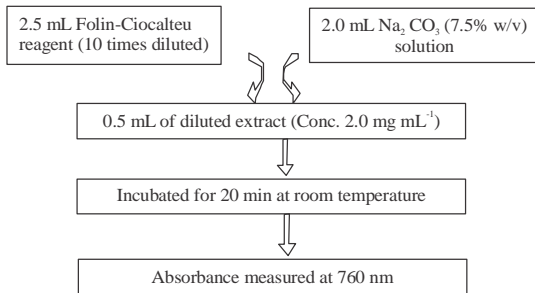 2.5 mL Folin-Ciocalteu
reagent (10 times diluted)
2.0 mL Na₂ CO₃ (7.5% w/v)
solution
0.5 mL of diluted extract (Conc. 2.0 mg mL⁻¹)
Incubated for 20 min at room temperature
Absorbance measured at 760 nm